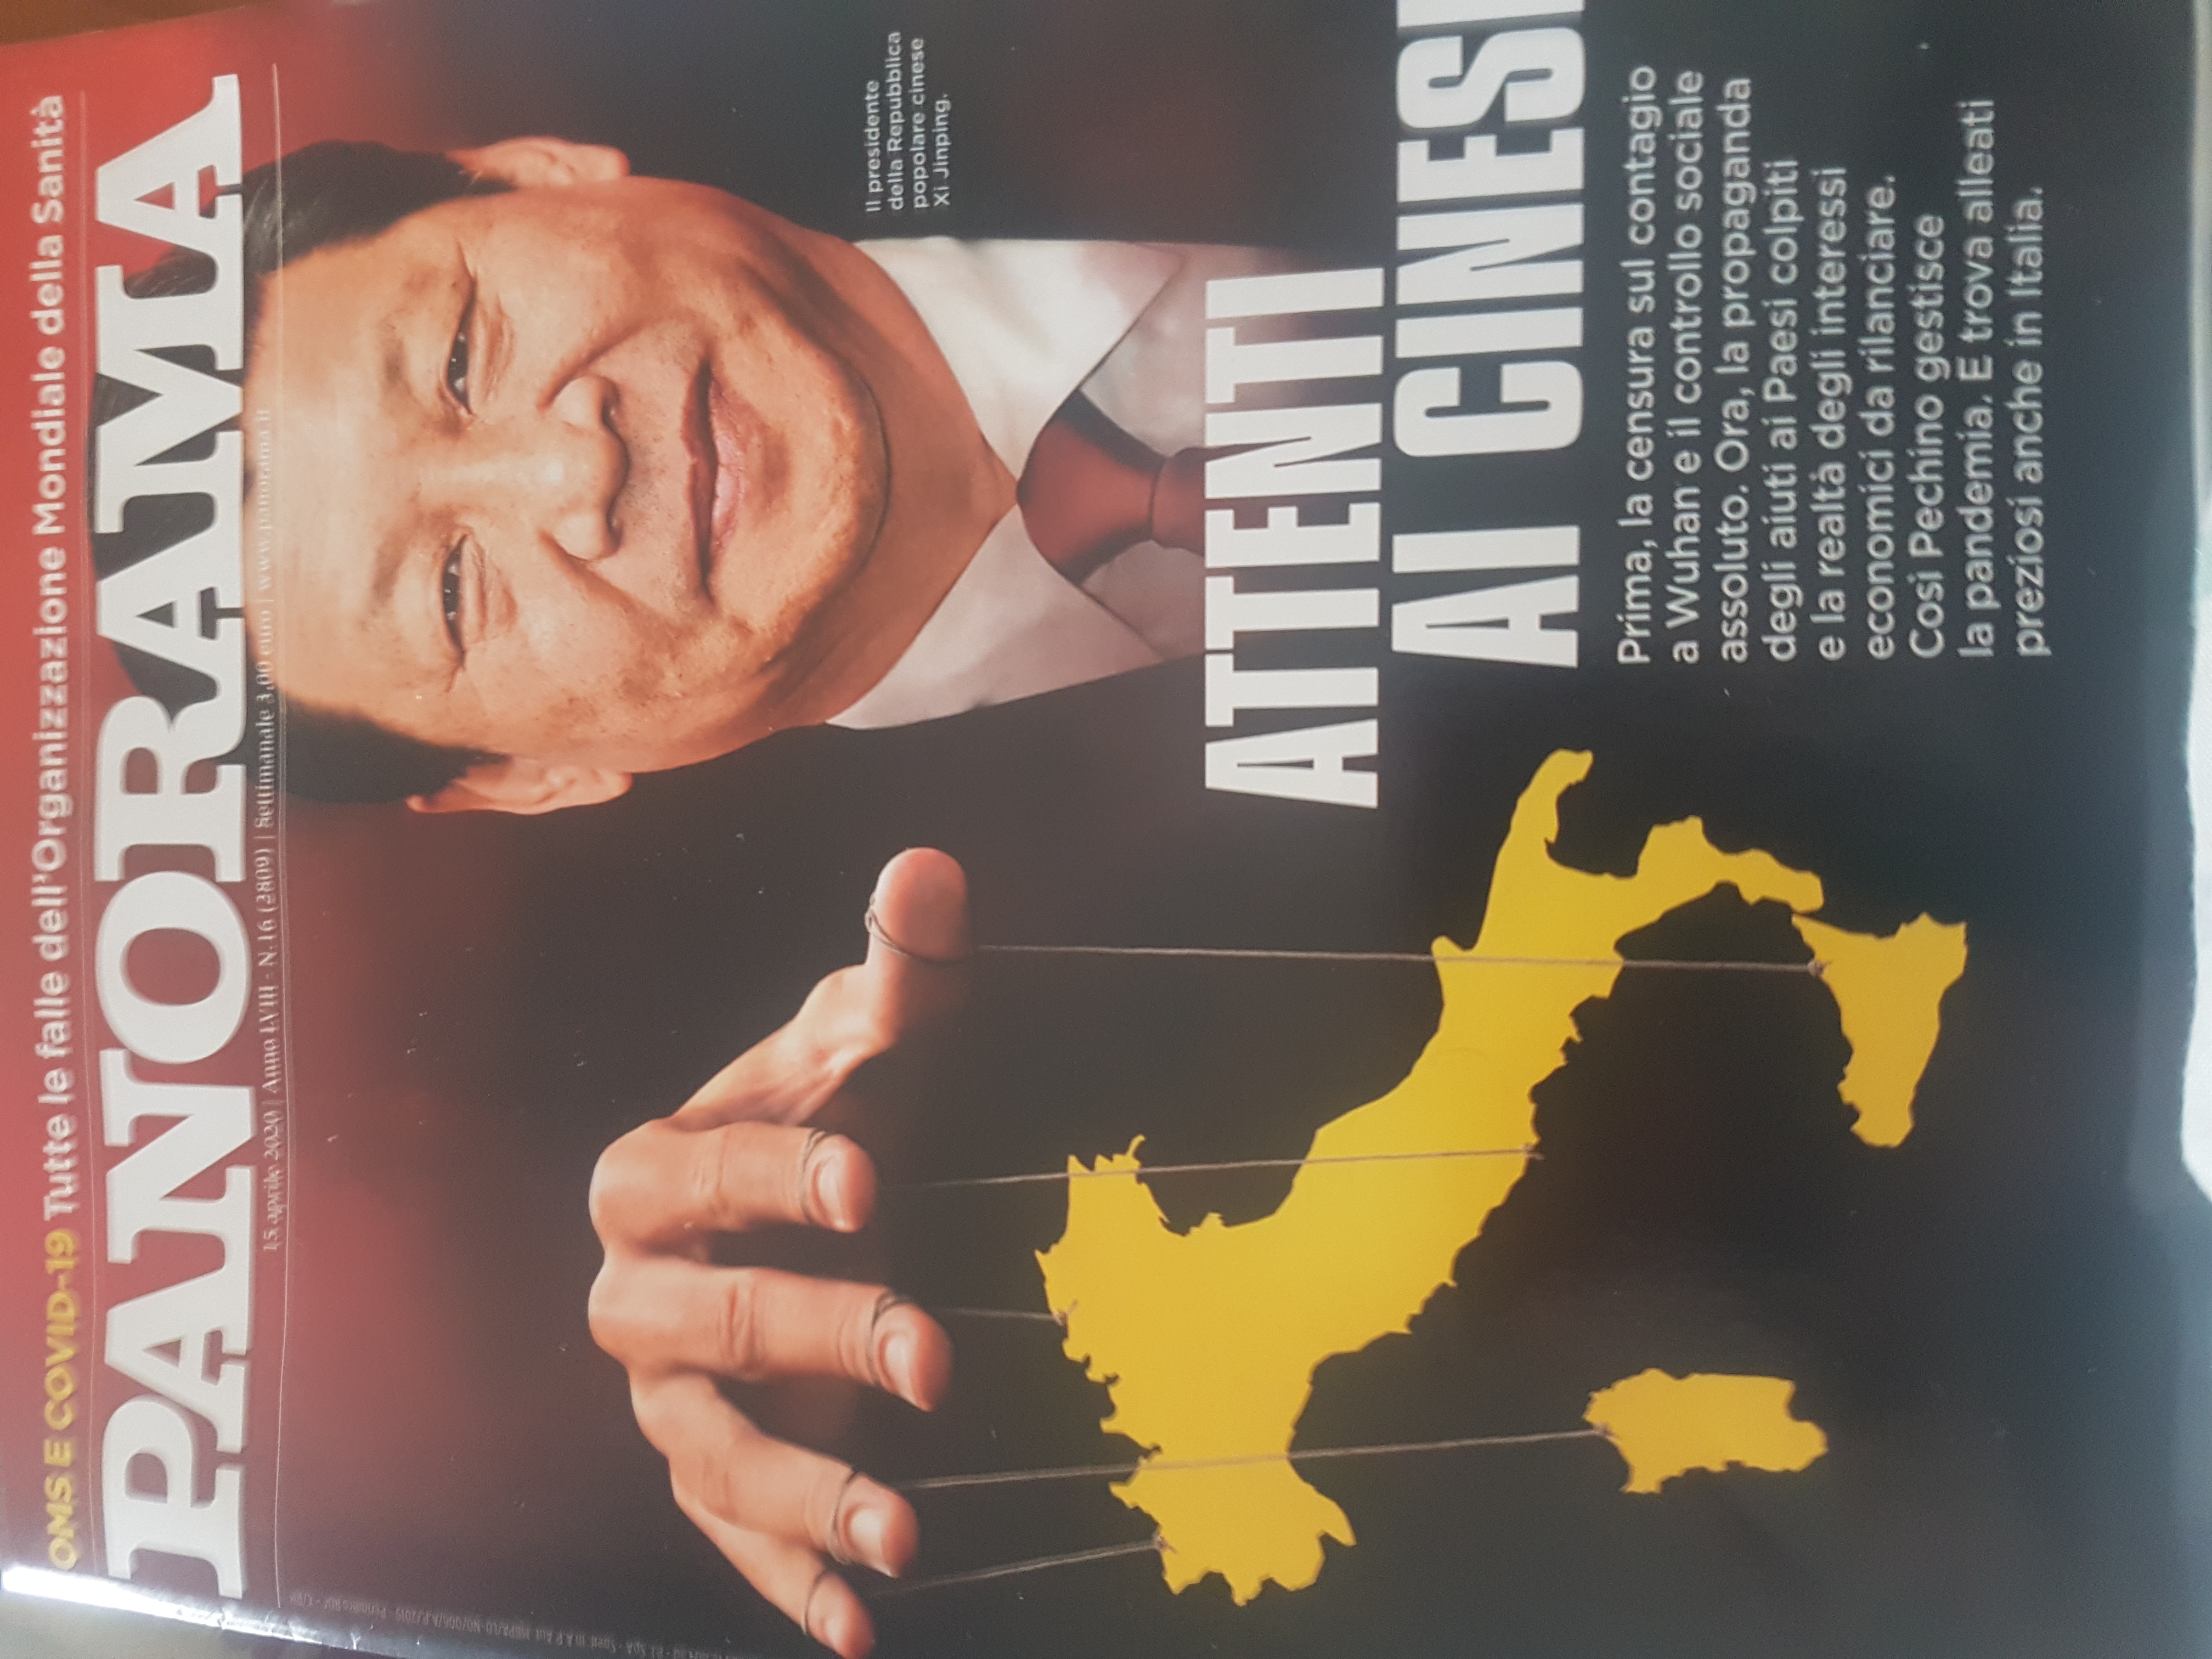 OMS E COVID-19 Tutte le falle dell'Organizzazione Mondiale della Sanità
PANORAMA
15 aprile 2020 | Anno LVIII - N. 16 (2809) | Settimanale 3,00 euro | www.panorama.it
Il presidente
della Repubblica
popolare cinese
Xi Jinping.
ATTENTI
AI CINESI
Prima, la censura sul contagio
a Wuhan e il controllo sociale
assoluto. Ora, la propaganda
degli aiuti ai Paesi colpiti
e la realtà degli interessi
economici da rilanciare.
Così Pechino gestisce
la pandemia. E trova alleati
preziosi anche in Italia.